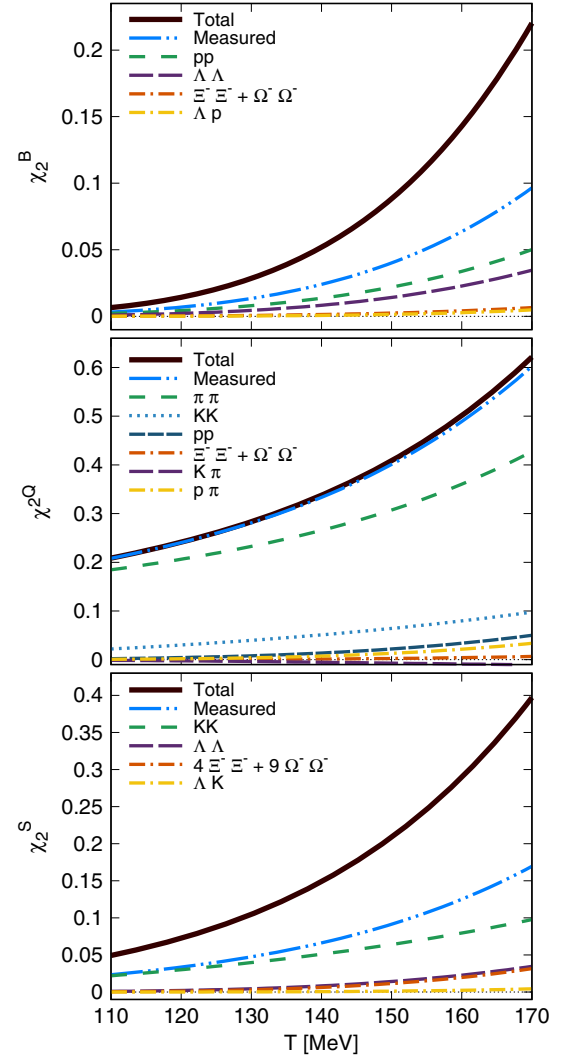 Total
Measured
pp
Λ Λ
Ξ⁻ Ξ⁻ + Ω⁻ Ω⁻
Λ p
χ₂ᴮ
0.2
0.15
0.1
0.05
0
Total
Measured
π π
KK
pp
Ξ⁻ Ξ⁻ + Ω⁻ Ω⁻
K π
p π
χ²Q
0.6
0.5
0.4
0.3
0.2
0.1
0
Total
Measured
KK
Λ Λ
4 Ξ⁻ Ξ⁻ + 9 Ω⁻ Ω⁻
Λ K
χ₂ˢ
0.4
0.35
0.3
0.25
0.2
0.15
0.1
0.05
0
110 120 130 140 150 160 170
T [MeV]